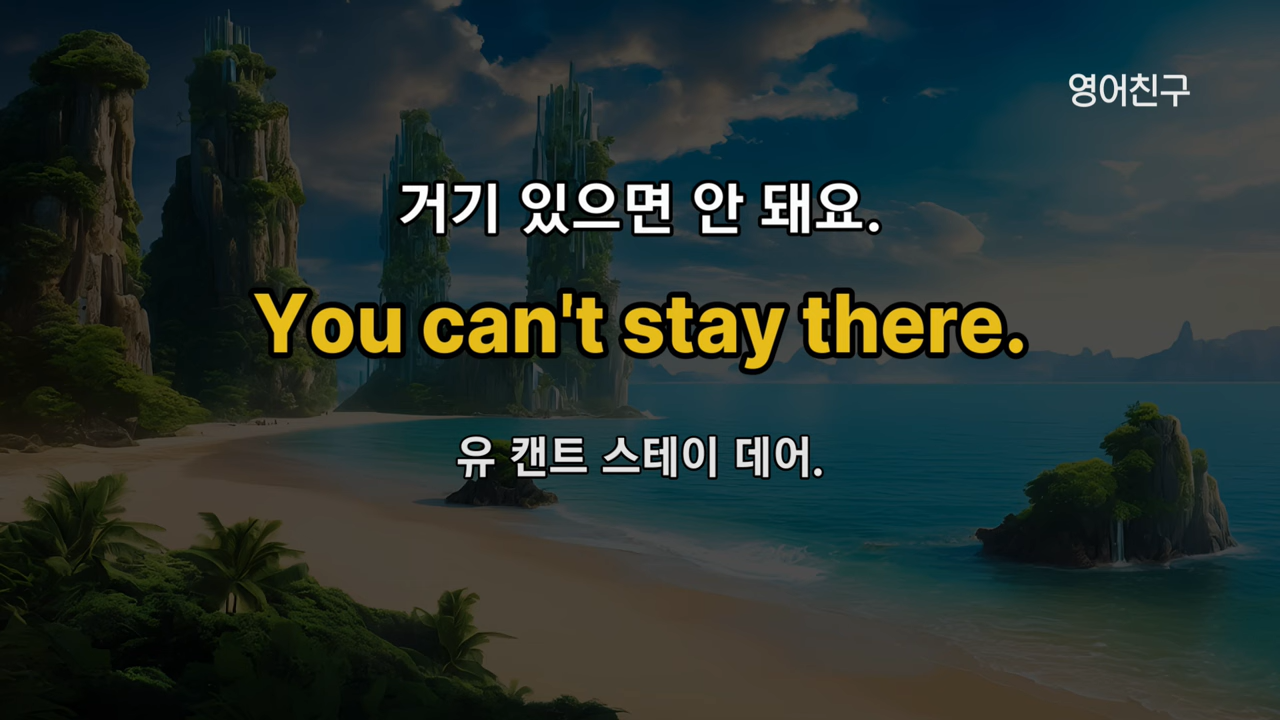 영어친구
거기 있으면 안 돼요.
You can't stay there.
유 캔트 스테이 데어.